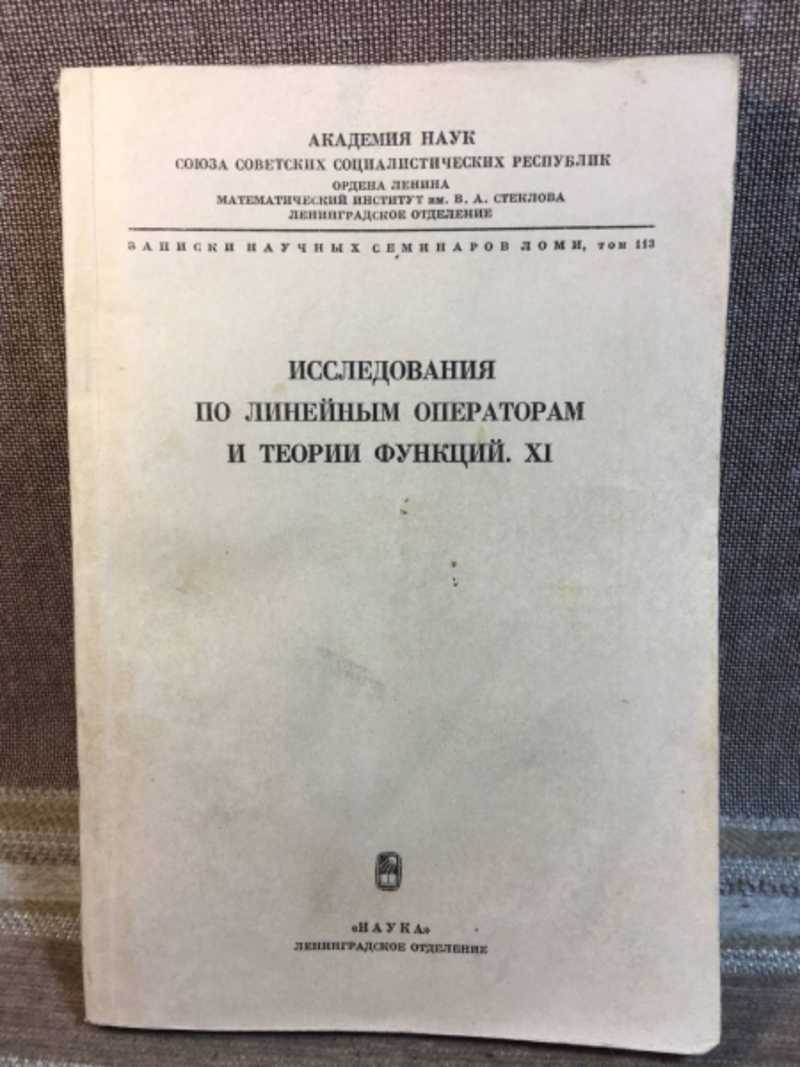 АКАДЕМИЯ НАУК
СОЮЗА СОВЕТСКИХ СОЦИАЛИСТИЧЕСКИХ РЕСПУБЛИК
ОРДЕНА ЛЕНИНА
МАТЕМАТИЧЕСКИЙ ИНСТИТУТ им. В. А. СТЕКЛОВА
ЛЕНИНГРАДСКОЕ ОТДЕЛЕНИЕ
ЗАПИСКИ НАУЧНЫХ СЕМИНАРОВ ЛОМИ, том 113
ИССЛЕДОВАНИЯ
ПО ЛИНЕЙНЫМ ОПЕРАТОРАМ
И ТЕОРИИ ФУНКЦИЙ. XI
«НАУКА»
ЛЕНИНГРАДСКОЕ ОТДЕЛЕНИЕ